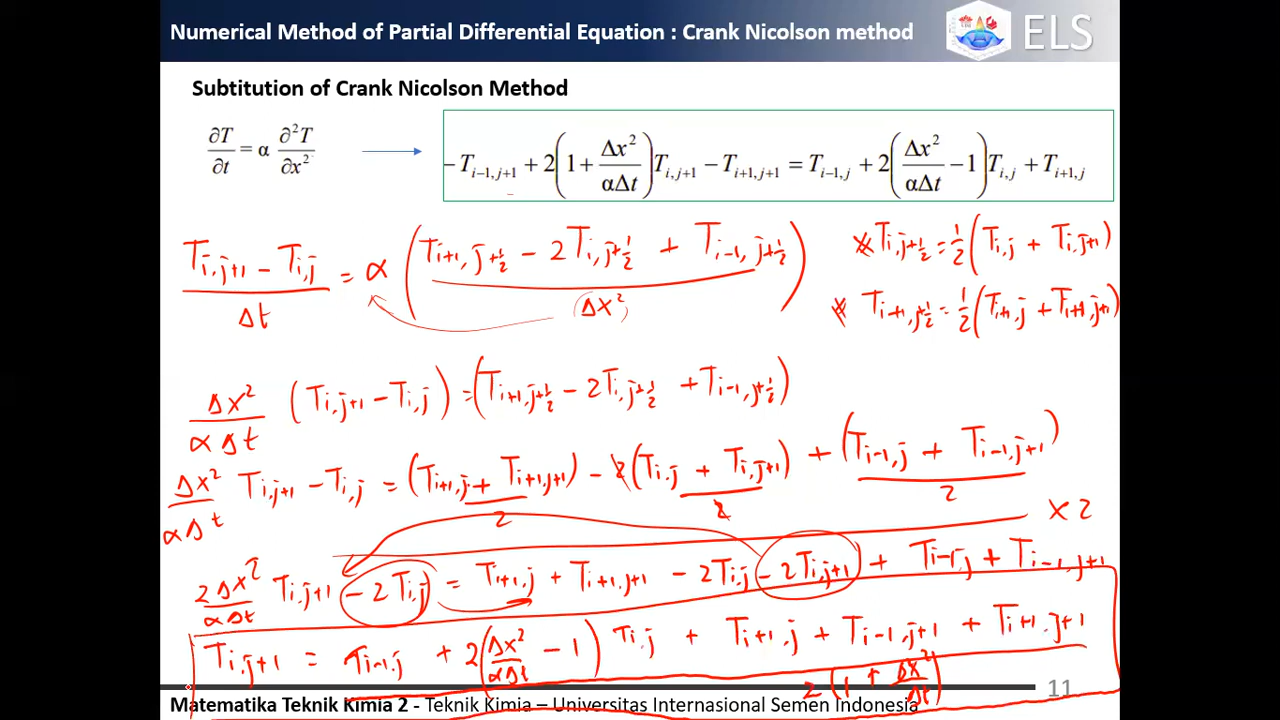 Numerical Method of Partial Differential Equation : Crank Nicolson method
ELS
Subtitution of Crank Nicolson Method
∂T/∂t = α ∂²T/∂x²
-T_{i-1,j+1} + 2(1 + Δx²/αΔt)T_{i,j+1} - T_{i+1,j+1} = T_{i-1,j} + 2(Δx²/αΔt - 1)T_{i,j} + T_{i+1,j}
(T_{i,j+1} - T_{i,j})/Δt = α ((T_{i+1,j+½} - 2T_{i,j+½} + T_{i-1,j+½})/(Δx²))
* T_{i,j+½} = ½(T_{i,j} + T_{i,j+1})
* T_{i+1,j+½} = ½(T_{i+1,j} + T_{i+1,j+1})
Δx²/αΔt (T_{i,j+1} - T_{i,j}) = (T_{i+1,j+½} - 2T_{i,j+½} + T_{i-1,j+½})
Δx²/αΔt T_{i,j+1} - T_{i,j} = (T_{i+1,j} + T_{i+1,j+1})/2 - 2(T_{i,j} + T_{i,j+1})/2 + (T_{i-1,j} + T_{i-1,j+1})/2
× 2
2Δx²/αΔt T_{i,j+1} - 2T_{i,j} = T_{i+1,j} + T_{i+1,j+1} - 2T_{i,j} - 2T_{i,j+1} + T_{i-1,j} + T_{i-1,j+1}
T_{i,j+1} = T_{i-1,j} + 2(Δx²/αΔt - 1) T_{i,j} + T_{i+1,j} + T_{i-1,j+1} + T_{i+1,j+1}
2(1 + Δx²/Δt)
11
Matematika Teknik Kimia 2 - Teknik Kimia – Universitas Internasional Semen Indonesia